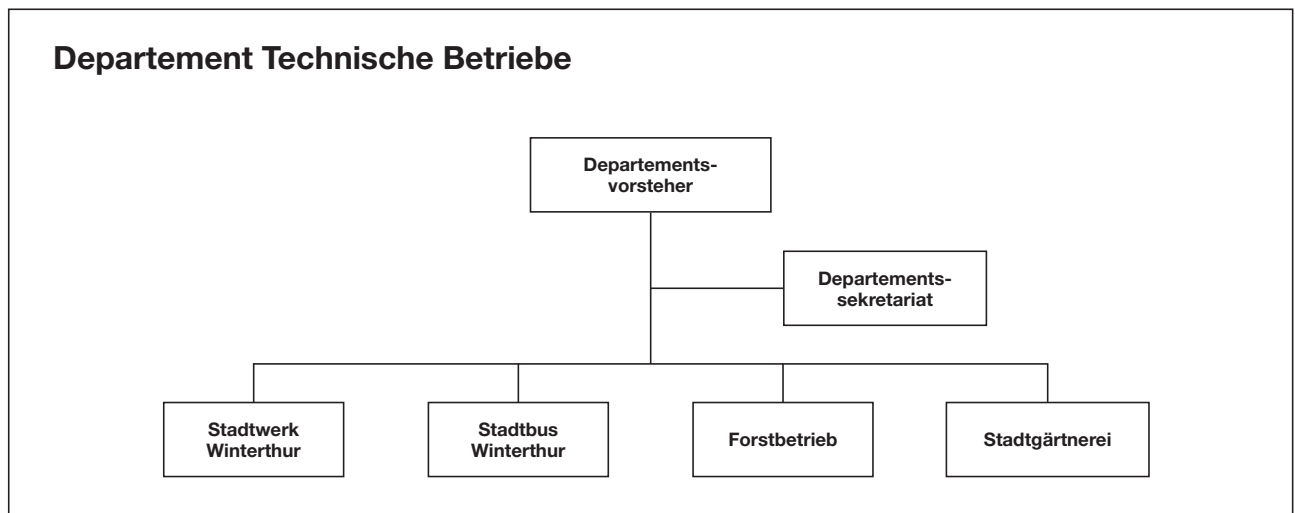 Departement Technische Betriebe
Departements-
vorsteher
Departements-
sekretariat
Stadtwerk
Winterthur
Stadtbus
Winterthur
Forstbetrieb
Stadtgärtnerei